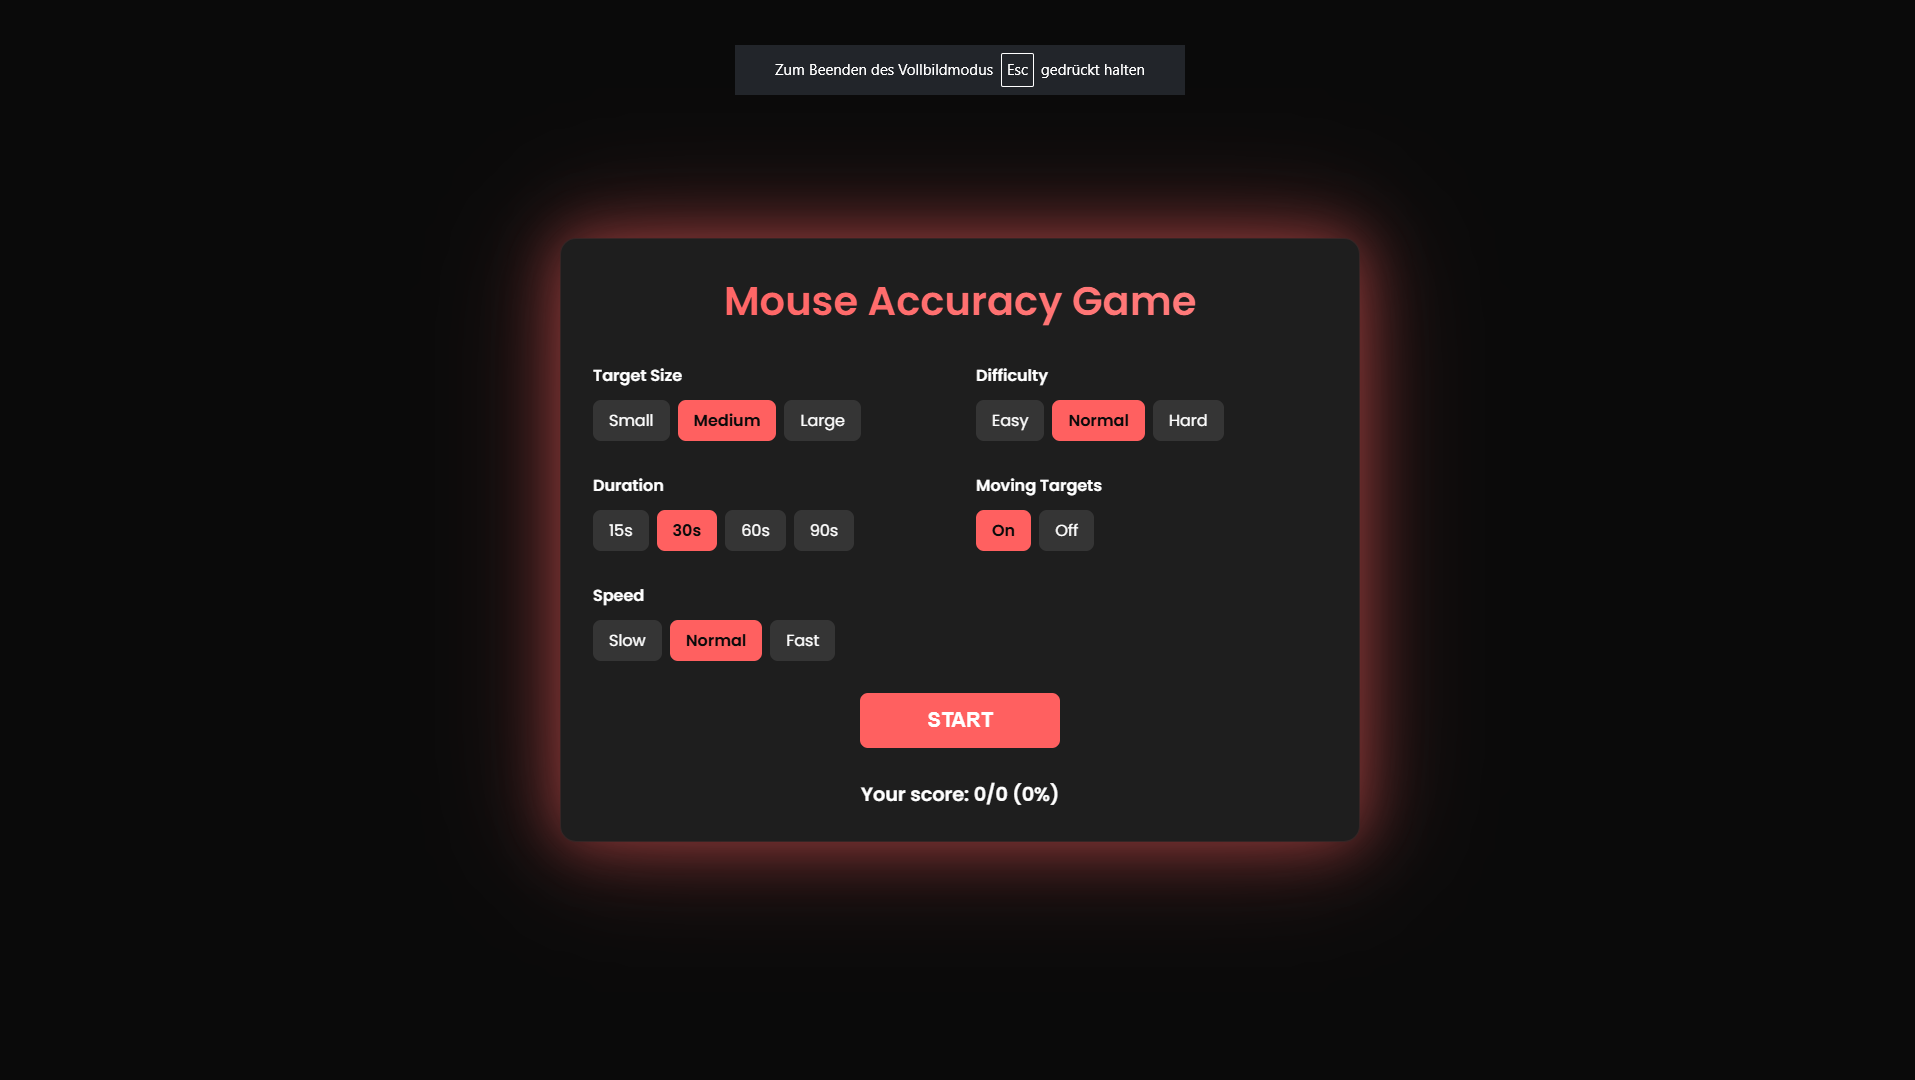 Zum Beenden des Vollbildmodus Esc gedrückt halten
Mouse Accuracy Game
Target Size
Small Medium Large
Difficulty
Easy Normal Hard
Duration
15s 30s 60s 90s
Moving Targets
On Off
Speed
Slow Normal Fast
START
Your score: 0/0 (0%)